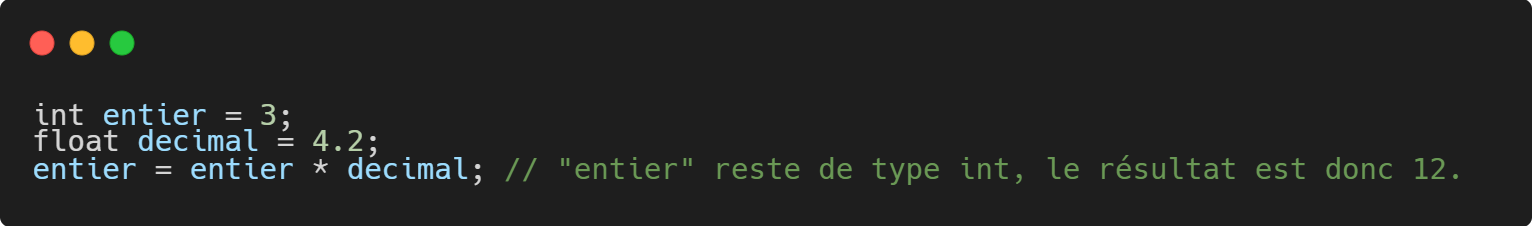 int entier = 3;
float decimal = 4.2;
entier = entier * decimal; // "entier" reste de type int, le résultat est donc 12.